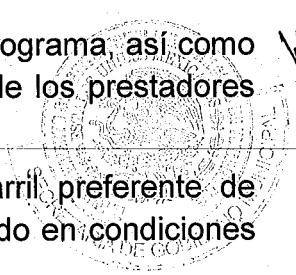 ograma, así como
le los prestadores
arril preferente de
do en condiciones